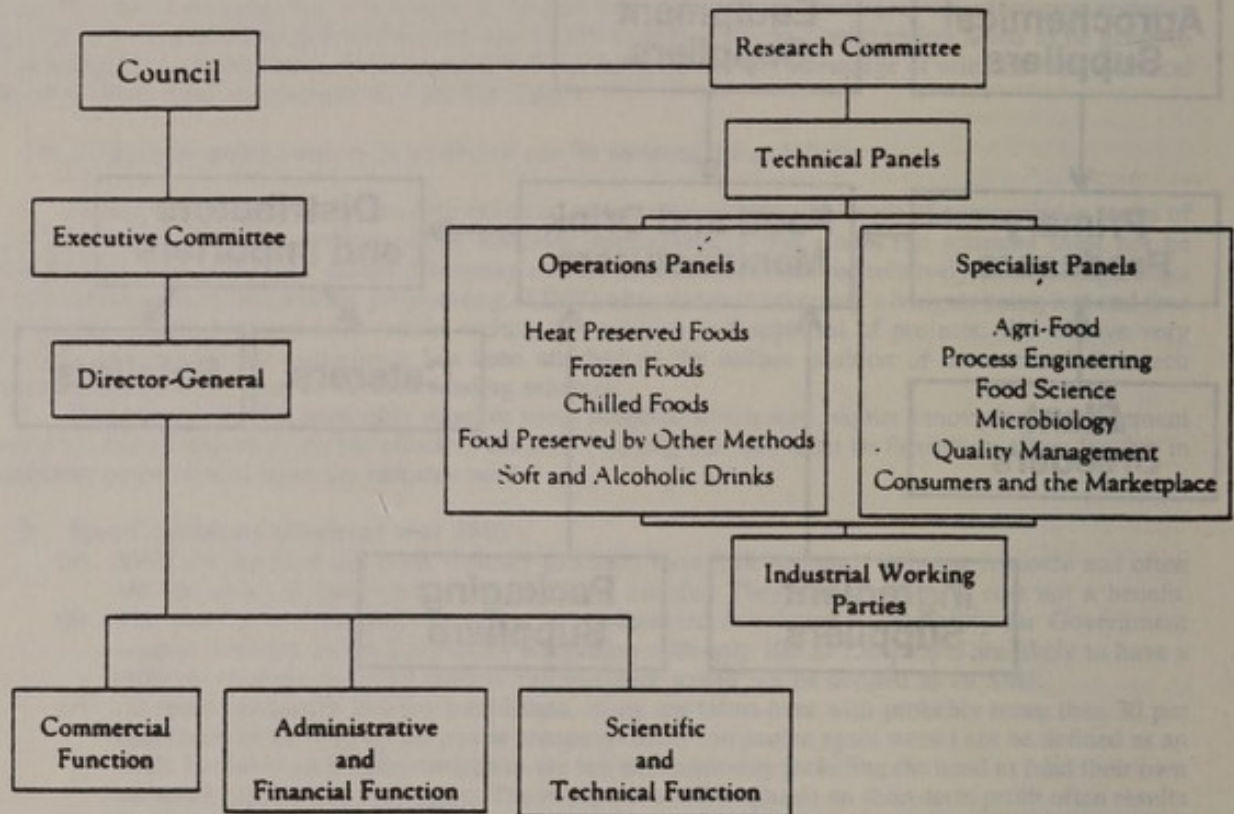 Council
Research Committee
Technical Panels
Executive Committee
Director-General
Operations Panels
Heat Preserved Foods
Frozen Foods
Chilled Foods
Food Preserved by Other Methods
Soft and Alcoholic Drinks
Specialist Panels
Agri-Food
Process Engineering
Food Science
Microbiology
Quality Management
Consumers and the Marketplace
Industrial Working
Parties
Commercial
Function
Administrative
and
Financial Function
Scientific
and
Technical Function